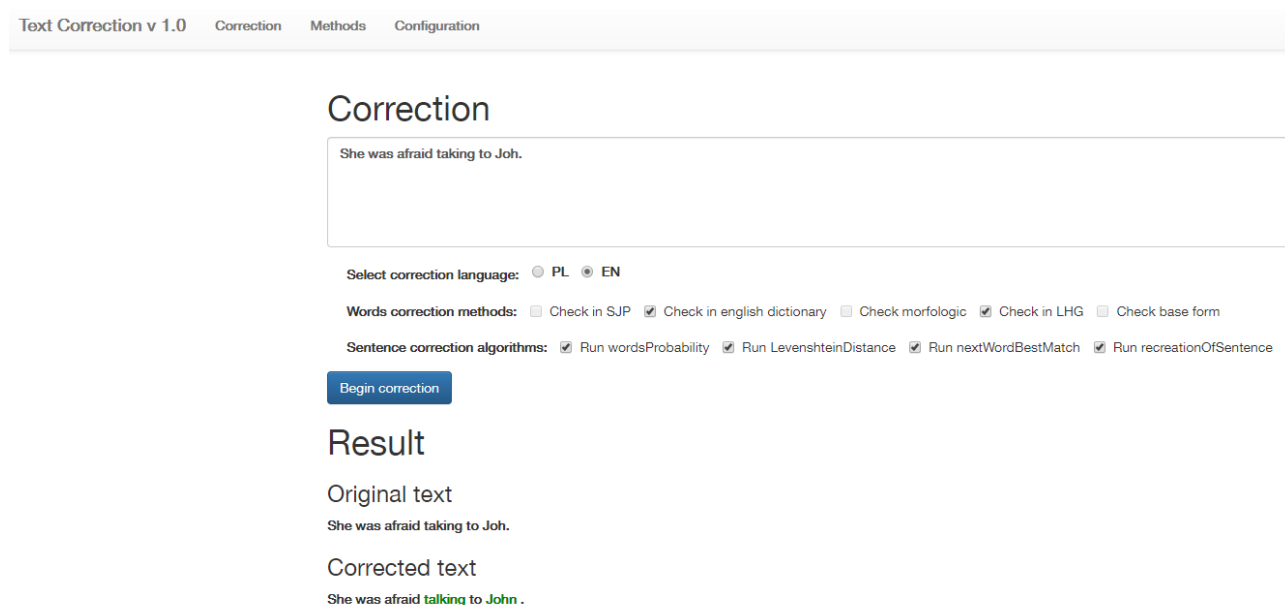 Text Correction v 1.0 Correction Methods Configuration
Correction
She was afraid taking to Joh.
Select correction language: PL EN
Words correction methods: Check in SJP Check in english dictionary Check morfologic Check in LHG Check base form
Sentence correction algorithms: Run wordsProbability Run LevenshteinDistance Run nextWordBestMatch Run recreationOfSentence
Begin correction
Result
Original text
She was afraid taking to Joh.
Corrected text
She was afraid talking to John .